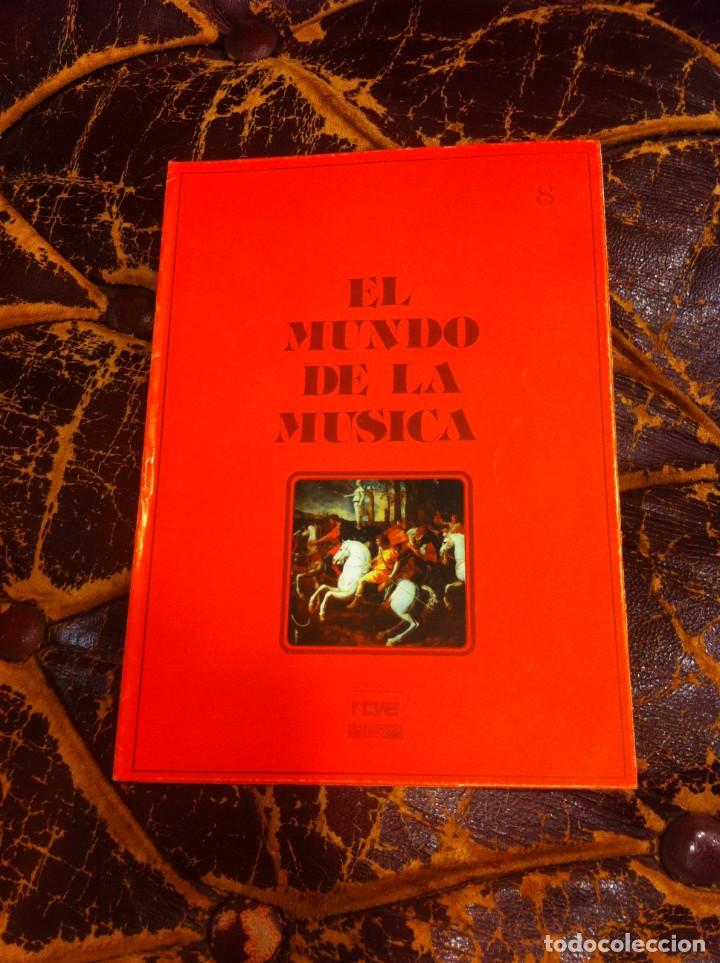 8
EL
MUNDO
DE LA
MUSICA
rtve
todocoleccion